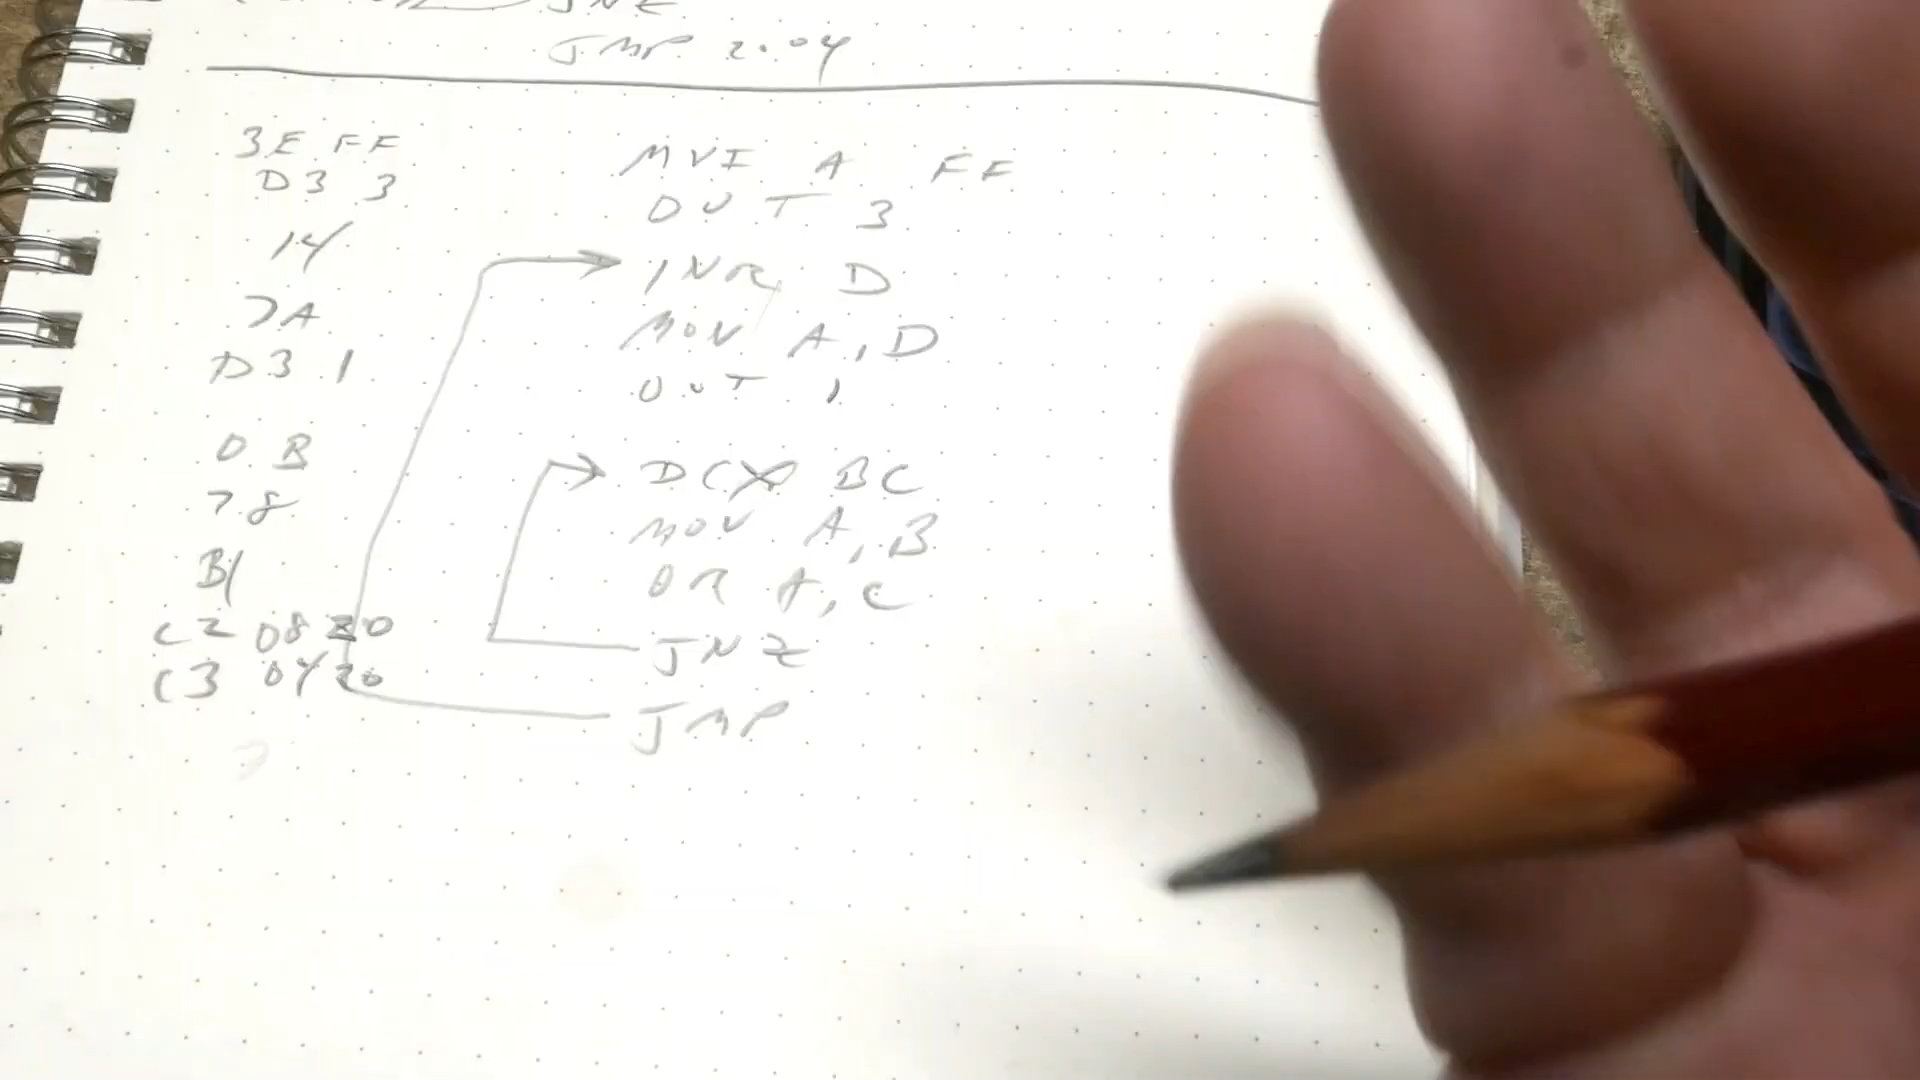 JMP 2.04
3E FF MVI A FF
D3 3 OUT 3
14 INR D
7A MOV A,D
D3 1 OUT 1
0B DCX BC
78 MOV A,B
B1 OR A,C
C2 08 20 JNZ
C3 04 20 JMP